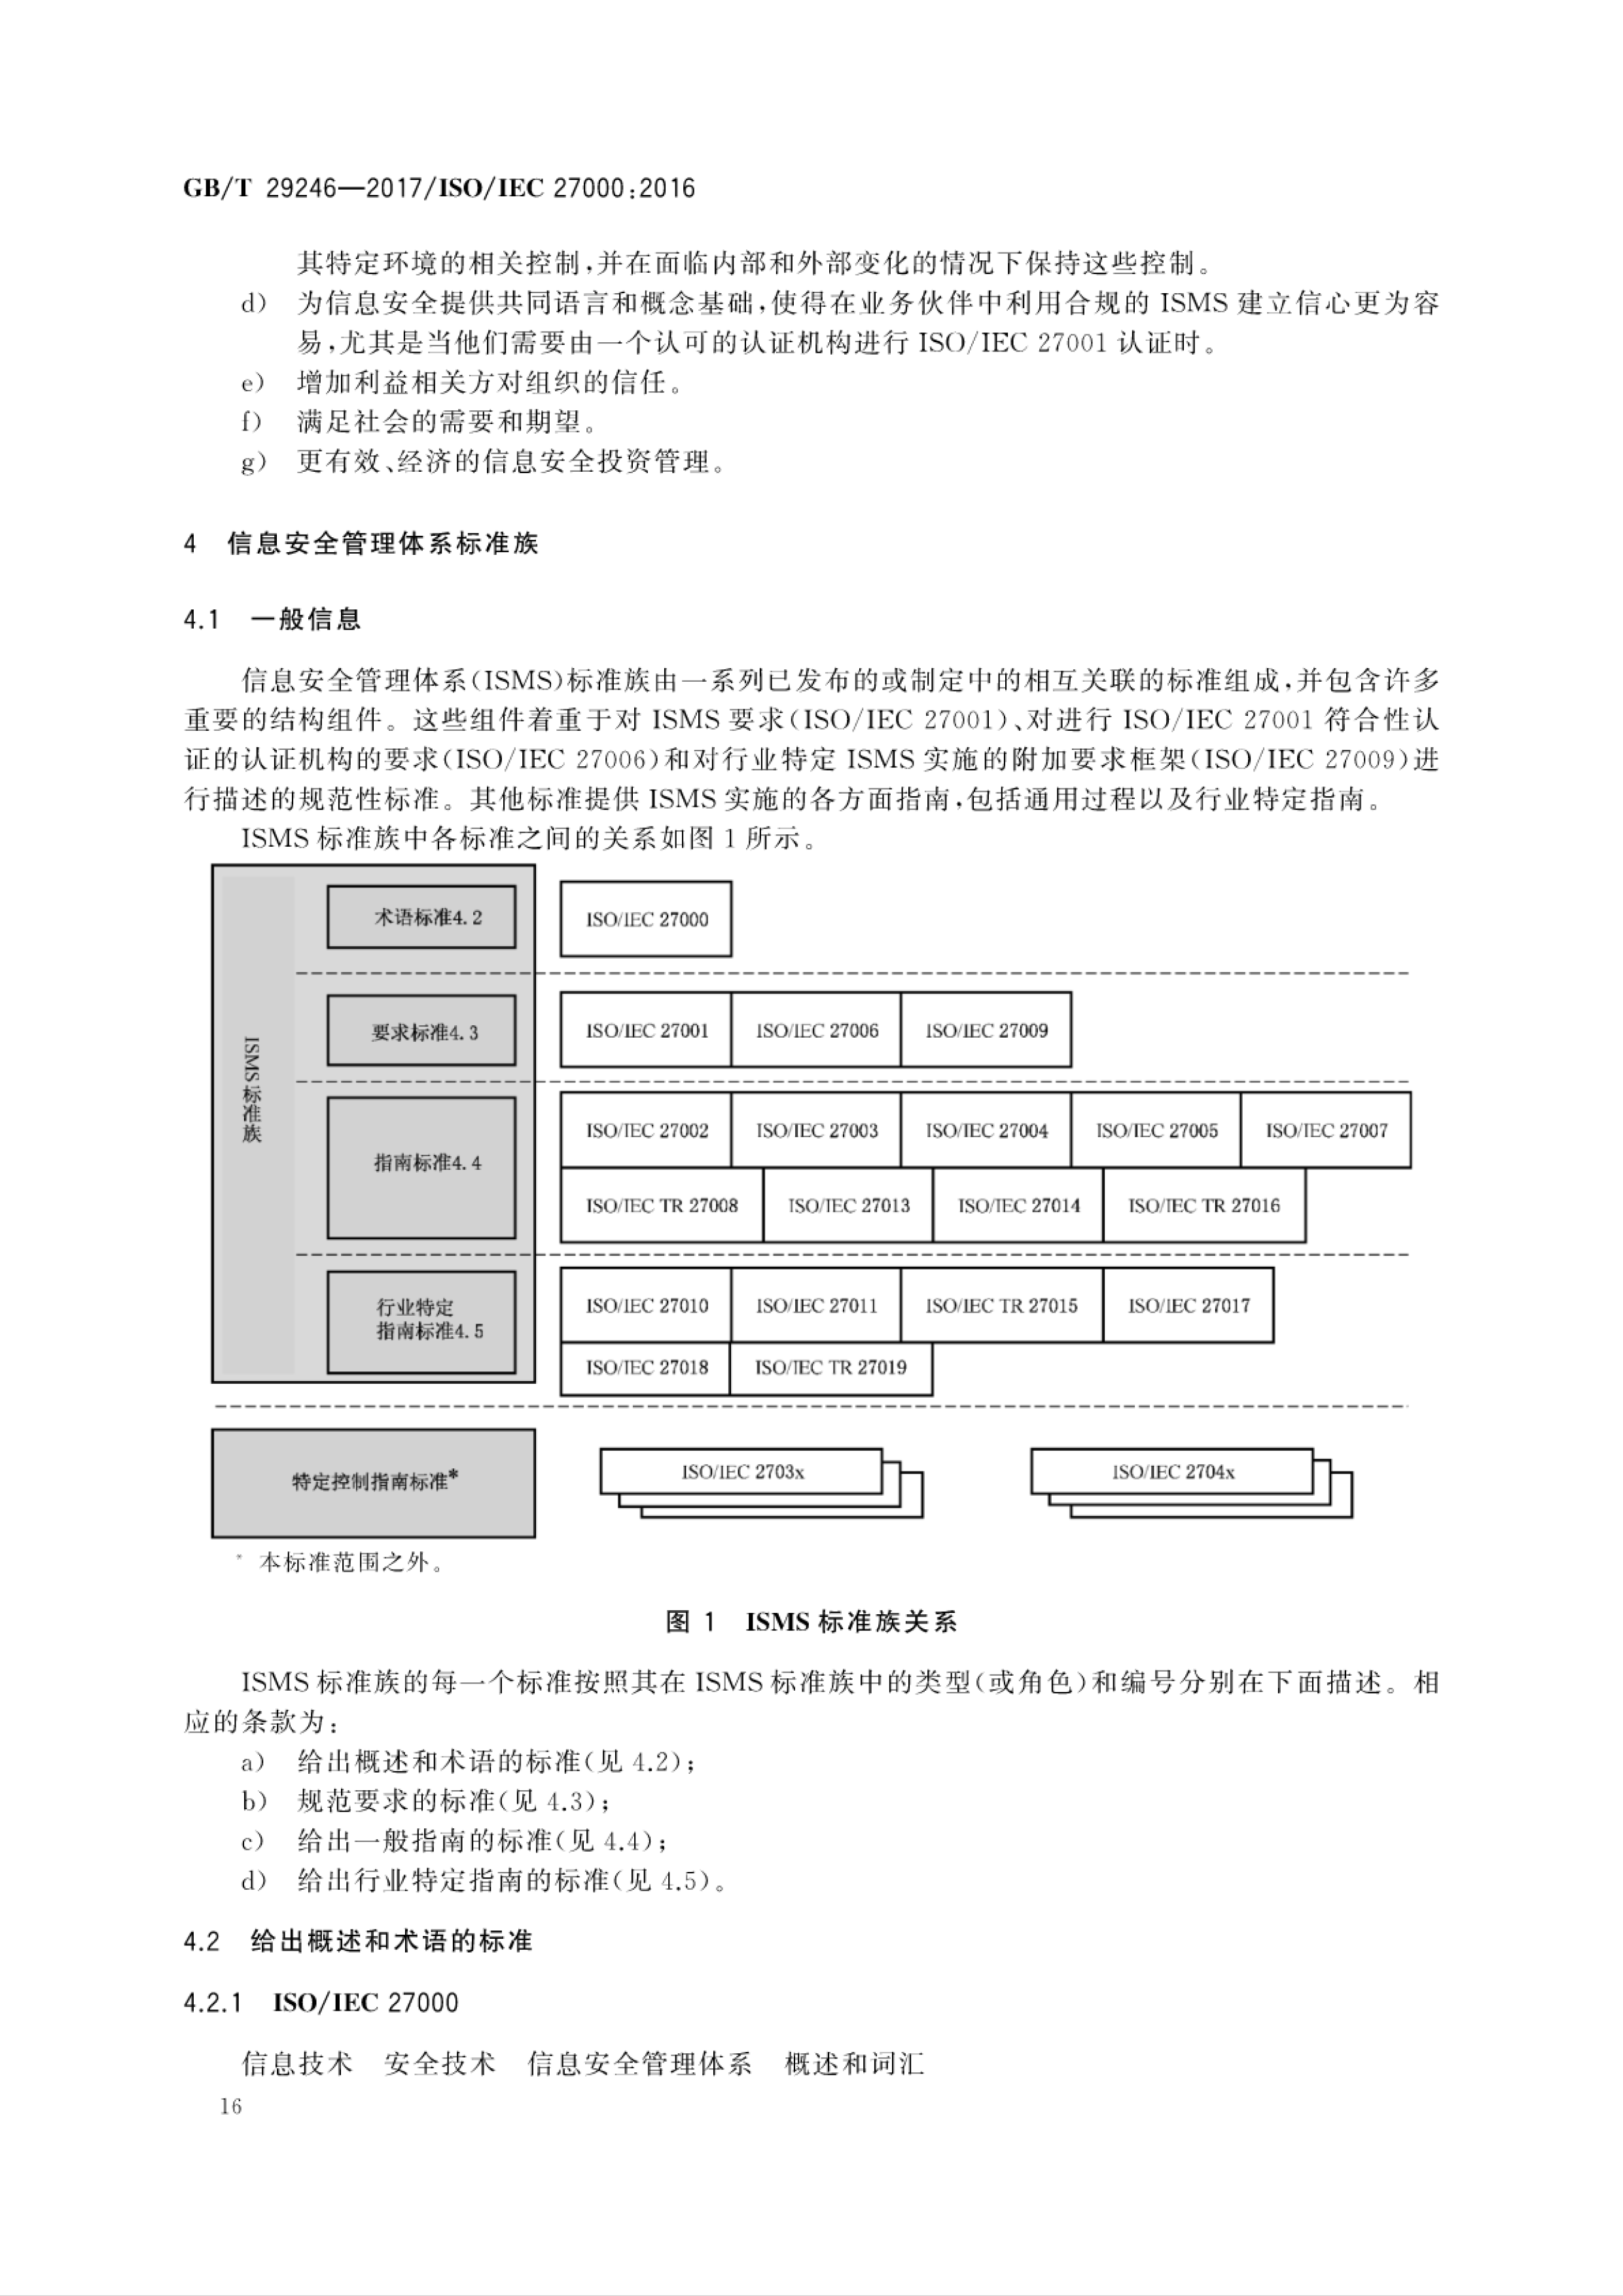 GB/T 29246—2017/ISO/IEC 27000:2016
其特定环境的相关控制,并在面临内部和外部变化的情况下保持这些控制。
d) 为信息安全提供共同语言和概念基础,使得在业务伙伴中利用合规的 ISMS 建立信心更为容
易,尤其是当他们需要由一个认可的认证机构进行 ISO/IEC 27001 认证时。
e) 增加利益相关方对组织的信任。
f) 满足社会的需要和期望。
g) 更有效、经济的信息安全投资管理。
4 信息安全管理体系标准族
4.1 一般信息
信息安全管理体系(ISMS)标准族由一系列已发布的或制定中的相互关联的标准组成,并包含许多
重要的结构组件。这些组件着重于对 ISMS 要求(ISO/IEC 27001)、对进行 ISO/IEC 27001 符合性认
证的认证机构的要求(ISO/IEC 27006)和对行业特定 ISMS 实施的附加要求框架(ISO/IEC 27009)进
行描述的规范性标准。其他标准提供 ISMS 实施的各方面指南,包括通用过程以及行业特定指南。
ISMS 标准族中各标准之间的关系如图 1 所示。
ISMS标准族
术语标准4.2
ISO/IEC 27000
要求标准4.3
ISO/IEC 27001
ISO/IEC 27006
ISO/IEC 27009
指南标准4.4
ISO/IEC 27002
ISO/IEC 27003
ISO/IEC 27004
ISO/IEC 27005
ISO/IEC 27007
ISO/IEC TR 27008
ISO/IEC 27013
ISO/IEC 27014
ISO/IEC TR 27016
行业特定
指南标准4.5
ISO/IEC 27010
ISO/IEC 27011
ISO/IEC TR 27015
ISO/IEC 27017
ISO/IEC 27018
ISO/IEC TR 27019
特定控制指南标准*
ISO/IEC 2703x
ISO/IEC 2704x
* 本标准范围之外。
图 1 ISMS 标准族关系
ISMS 标准族的每一个标准按照其在 ISMS 标准族中的类型(或角色)和编号分别在下面描述。相
应的条款为:
a) 给出概述和术语的标准(见 4.2);
b) 规范要求的标准(见 4.3);
c) 给出一般指南的标准(见 4.4);
d) 给出行业特定指南的标准(见 4.5)。
4.2 给出概述和术语的标准
4.2.1 ISO/IEC 27000
信息技术 安全技术 信息安全管理体系 概述和词汇
16